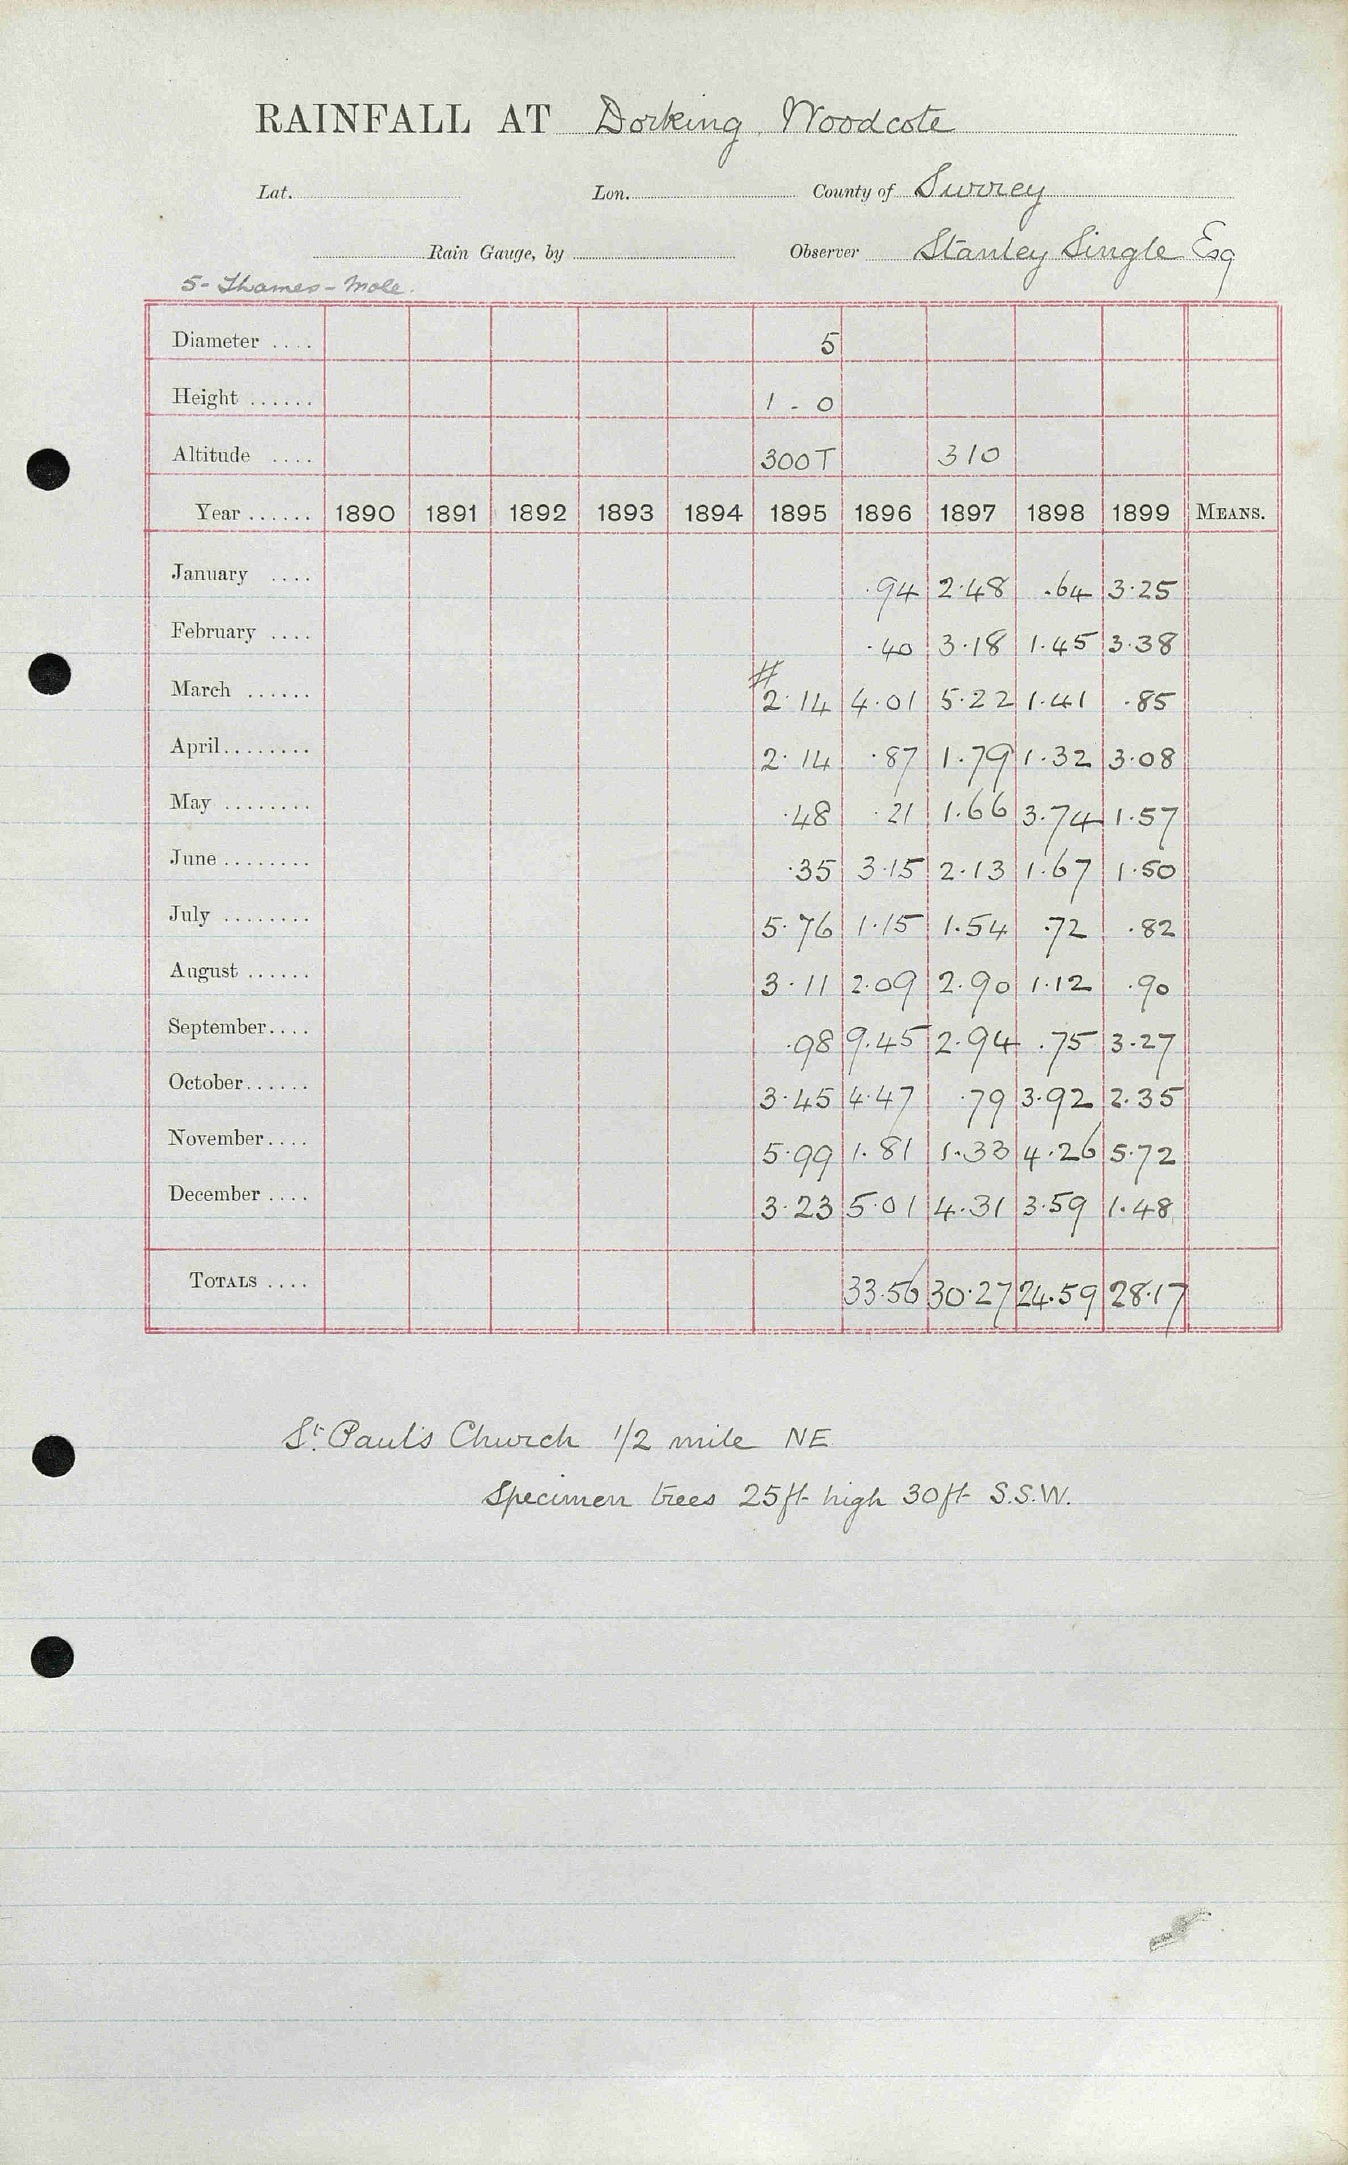 RAINFALL AT Dorking Woodcote
Lat. Lon. County of Surrey
Rain Gauge, by Observer Stanley Single Esq
5 - Thames - Mole.
Diameter .... 5
Height ...... 1 - 0
Altitude .... 300T 310
Year ...... 1890 1891 1892 1893 1894 1895 1896 1897 1898 1899 MEANS.
January .... .94 2.48 .64 3.25
February .... .40 3.18 1.45 3.38
#
March ...... 2.14 4.01 5.22 1.41 .85
April ........ 2.14 .87 1.79 1.32 3.08
May ........ .48 .21 1.66 3.74 1.57
June ........ .35 3.15 2.13 1.67 1.50
July ........ 5.76 1.15 1.54 .72 .82
August ...... 3.11 2.09 2.90 1.12 .90
September .... .98 9.45 2.94 .75 3.27
October ...... 3.45 4.47 .79 3.92 2.35
November .... 5.99 1.81 1.33 4.26 5.72
December .... 3.23 5.01 4.31 3.59 1.48
TOTALS .... 33.56 30.27 24.59 28.17
St. Paul's Church 1/2 mile NE
Specimen trees 25ft high 30ft S.S.W.